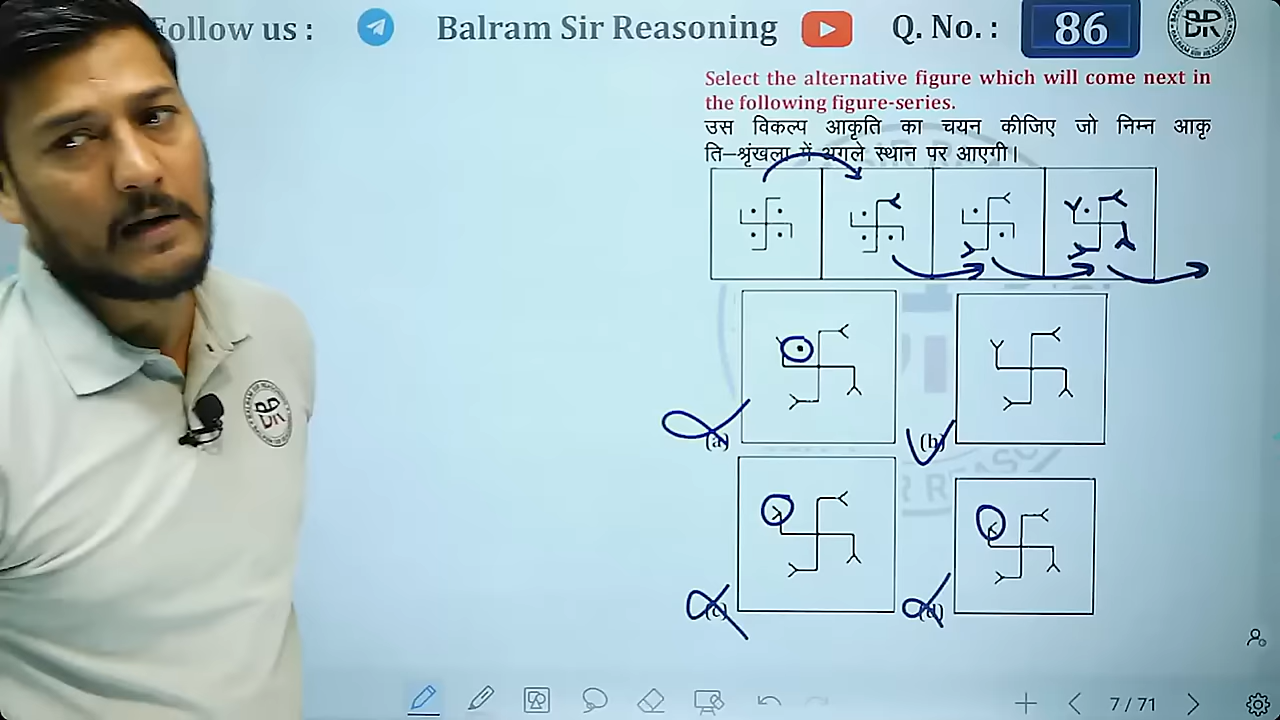 Follow us :
Balram Sir Reasoning
Q. No. :
86
BR
Select the alternative figure which will come next in
the following figure-series.
उस विकल्प आकृति का चयन कीजिए जो निम्न आकृ
ति–श्रृंखला में अगले स्थान पर आएगी।
(a)
(b)
(c)
(d)
7 / 71